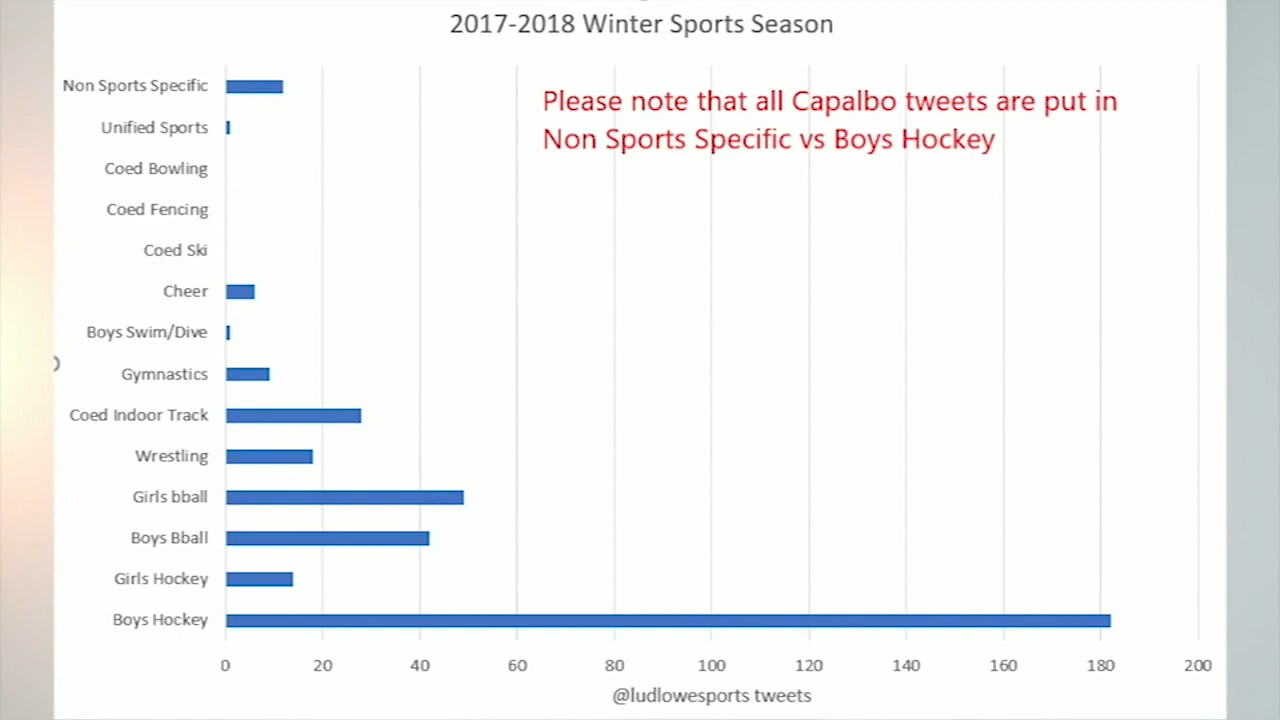 2017-2018 Winter Sports Season
Please note that all Capalbo tweets are put in
Non Sports Specific vs Boys Hockey
Non Sports Specific
Unified Sports
Coed Bowling
Coed Fencing
Coed Ski
Cheer
Boys Swim/Dive
Gymnastics
Coed Indoor Track
Wrestling
Girls bball
Boys Bball
Girls Hockey
Boys Hockey
0 20 40 60 80 100 120 140 160 180 200
@ludlowesports tweets